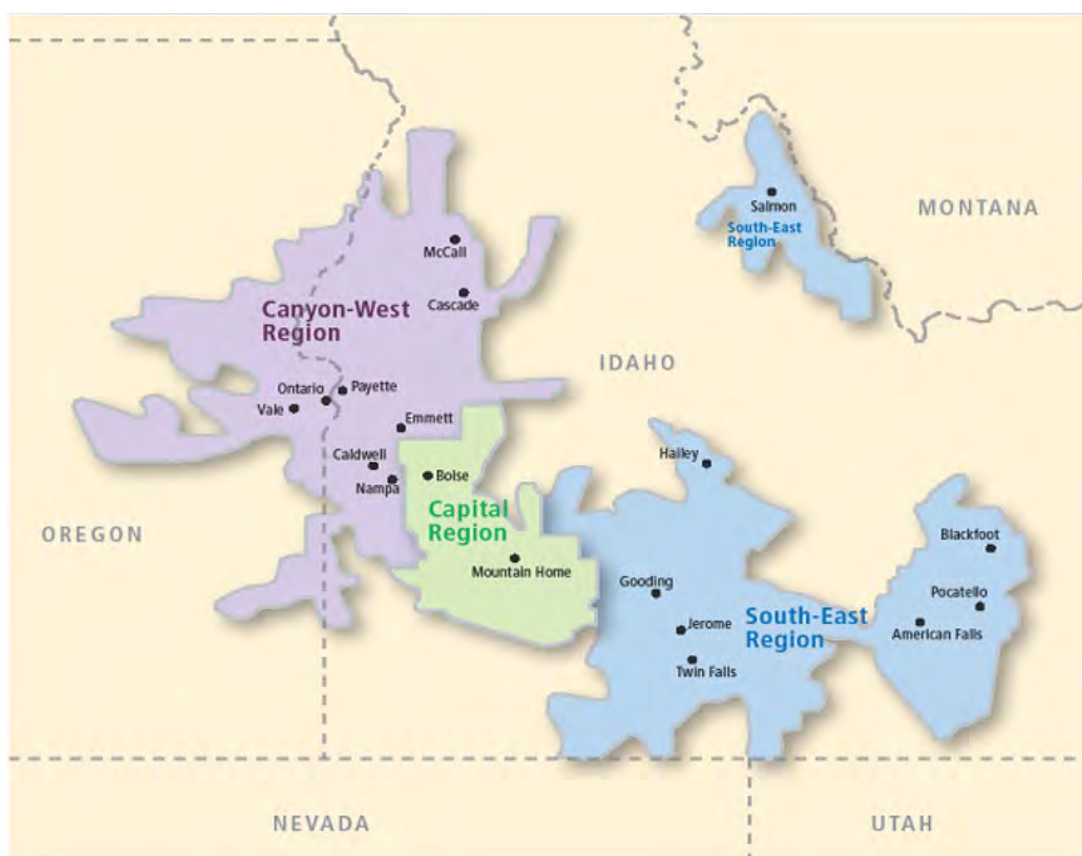 MONTANA
Salmon
South-East
Region
McCall
Cascade
Canyon-West
Region
IDAHO
Ontario
Payette
Vale
Emmett
Caldwell
Nampa
Boise
Hailey
Capital
Region
OREGON
Mountain Home
Blackfoot
Gooding
Pocatello
Jerome
South-East
Region
American Falls
Twin Falls
NEVADA
UTAH